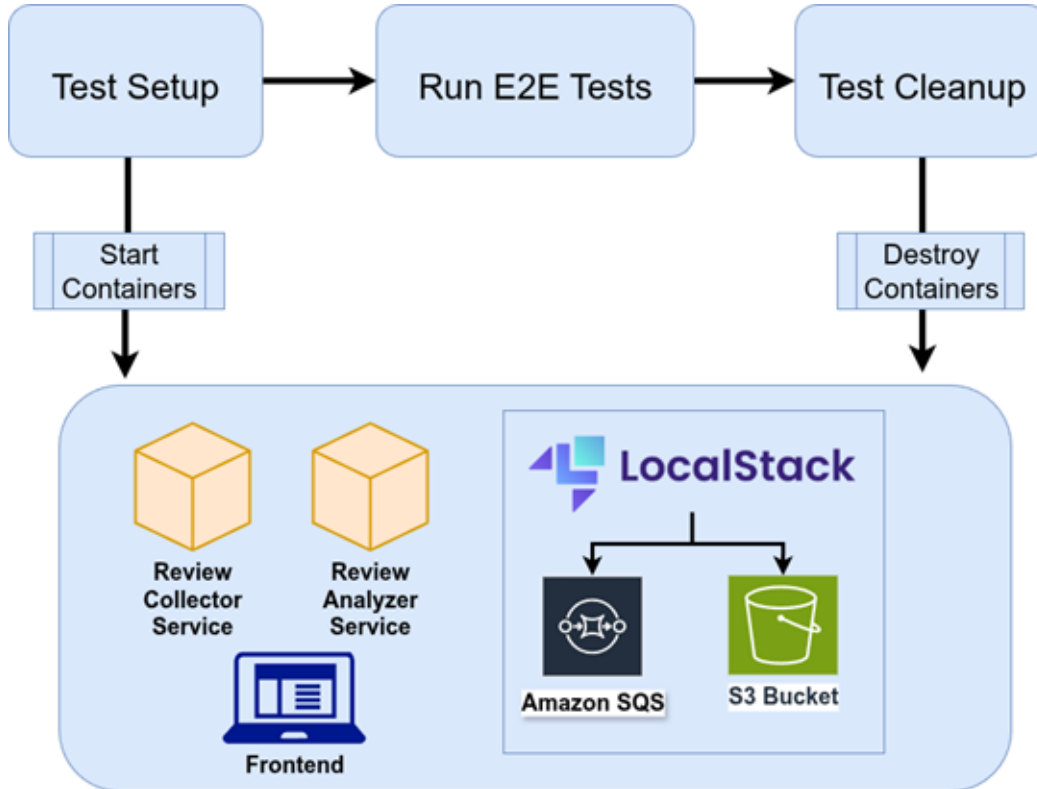 Test Setup
Run E2E Tests
Test Cleanup
Start
Containers
Destroy
Containers
LocalStack
Review
Collector
Service
Review
Analyzer
Service
Amazon SQS
S3 Bucket
Frontend